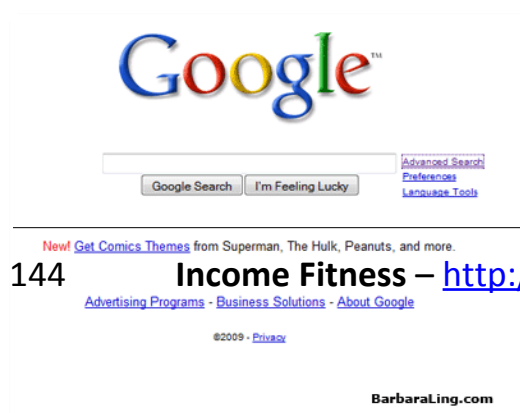 Google™
Advanced Search
Preferences
Google Search I'm Feeling Lucky
Language Tools
New! Get Comics Themes from Superman, The Hulk, Peanuts, and more.
144 Income Fitness – http:/
Advertising Programs - Business Solutions - About Google
©2009 - Privacy
BarbaraLing.com